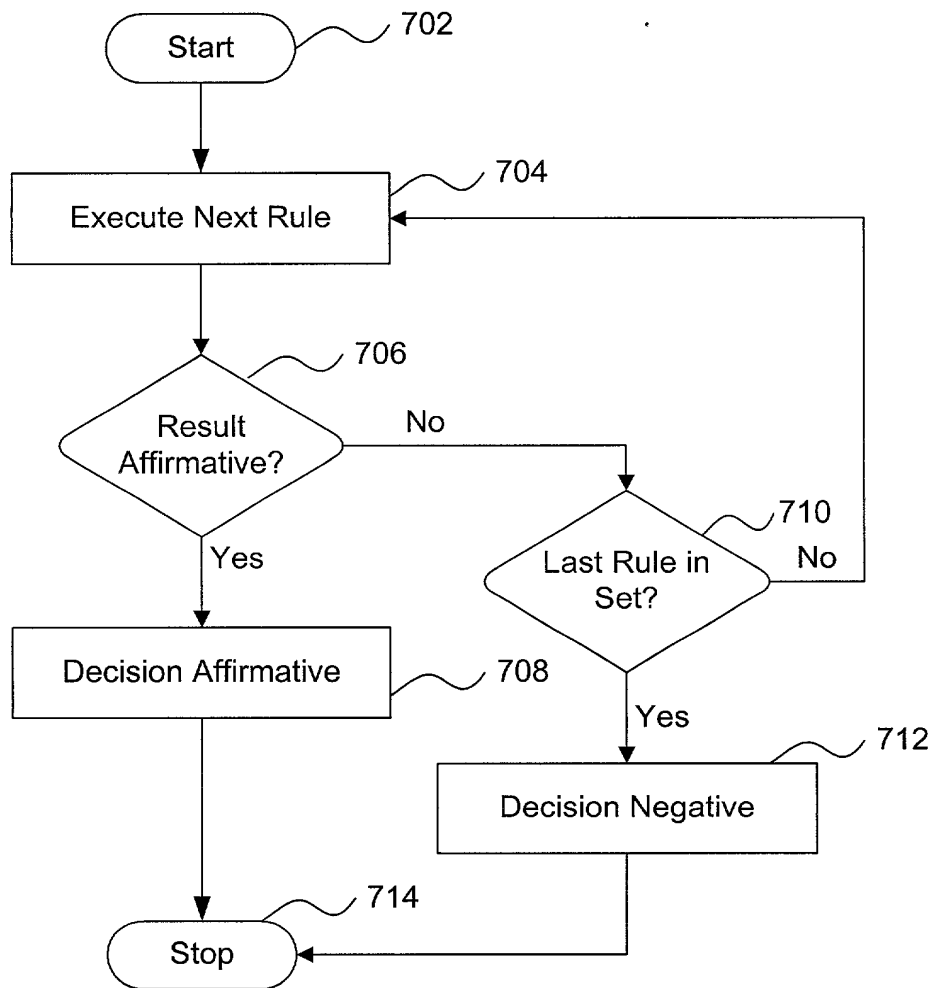 Start
702
Execute Next Rule
704
Result
Affirmative?
706
No
Yes
Last Rule in
Set?
710
No
Yes
Decision Affirmative
708
Decision Negative
712
Stop
714